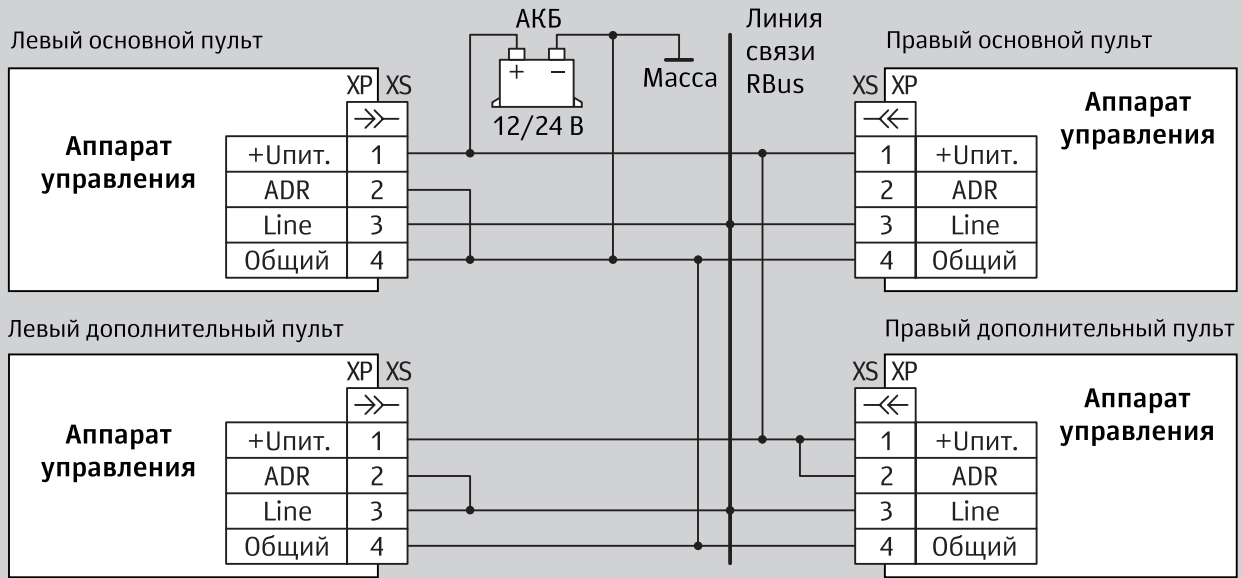 Левый основной пульт
АКБ
Линия
связи
RBus
Правый основной пульт
+ −
Масса
12/24 В
XP XS
Аппарат
управления
+Uпит. 1
ADR 2
Line 3
Общий 4
XS XP
Аппарат
управления
1 +Uпит.
2 ADR
3 Line
4 Общий
Левый дополнительный пульт
Правый дополнительный пульт
XP XS
Аппарат
управления
+Uпит. 1
ADR 2
Line 3
Общий 4
XS XP
Аппарат
управления
1 +Uпит.
2 ADR
3 Line
4 Общий